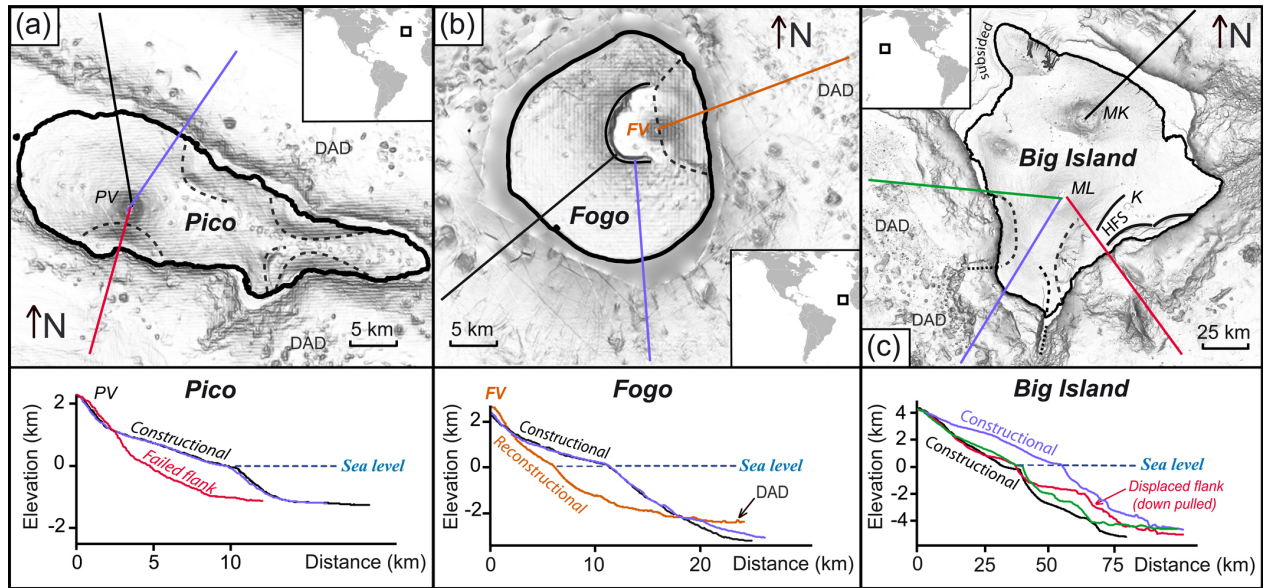 (a)
PV
Pico
DAD
DAD
↑N
5 km
(b)
↑N
DAD
FV
Fogo
5 km
subsided
↑N
MK
Big Island
ML
K
HFS
DAD
DAD
(c)
25 km
PV
Pico
Elevation (km)
2
0
-2
Constructional
Failed flank
Sea level
0
5
10
Distance (km)
FV
Fogo
Elevation (km)
2
0
-2
Constructional
Reconstructional
Sea level
DAD
0
10
20
Distance (km)
Big Island
Elevation (km)
4
2
0
-2
-4
Constructional
Constructional
Sea level
Displaced flank
(down pulled)
0
25
50
75
Distance (km)